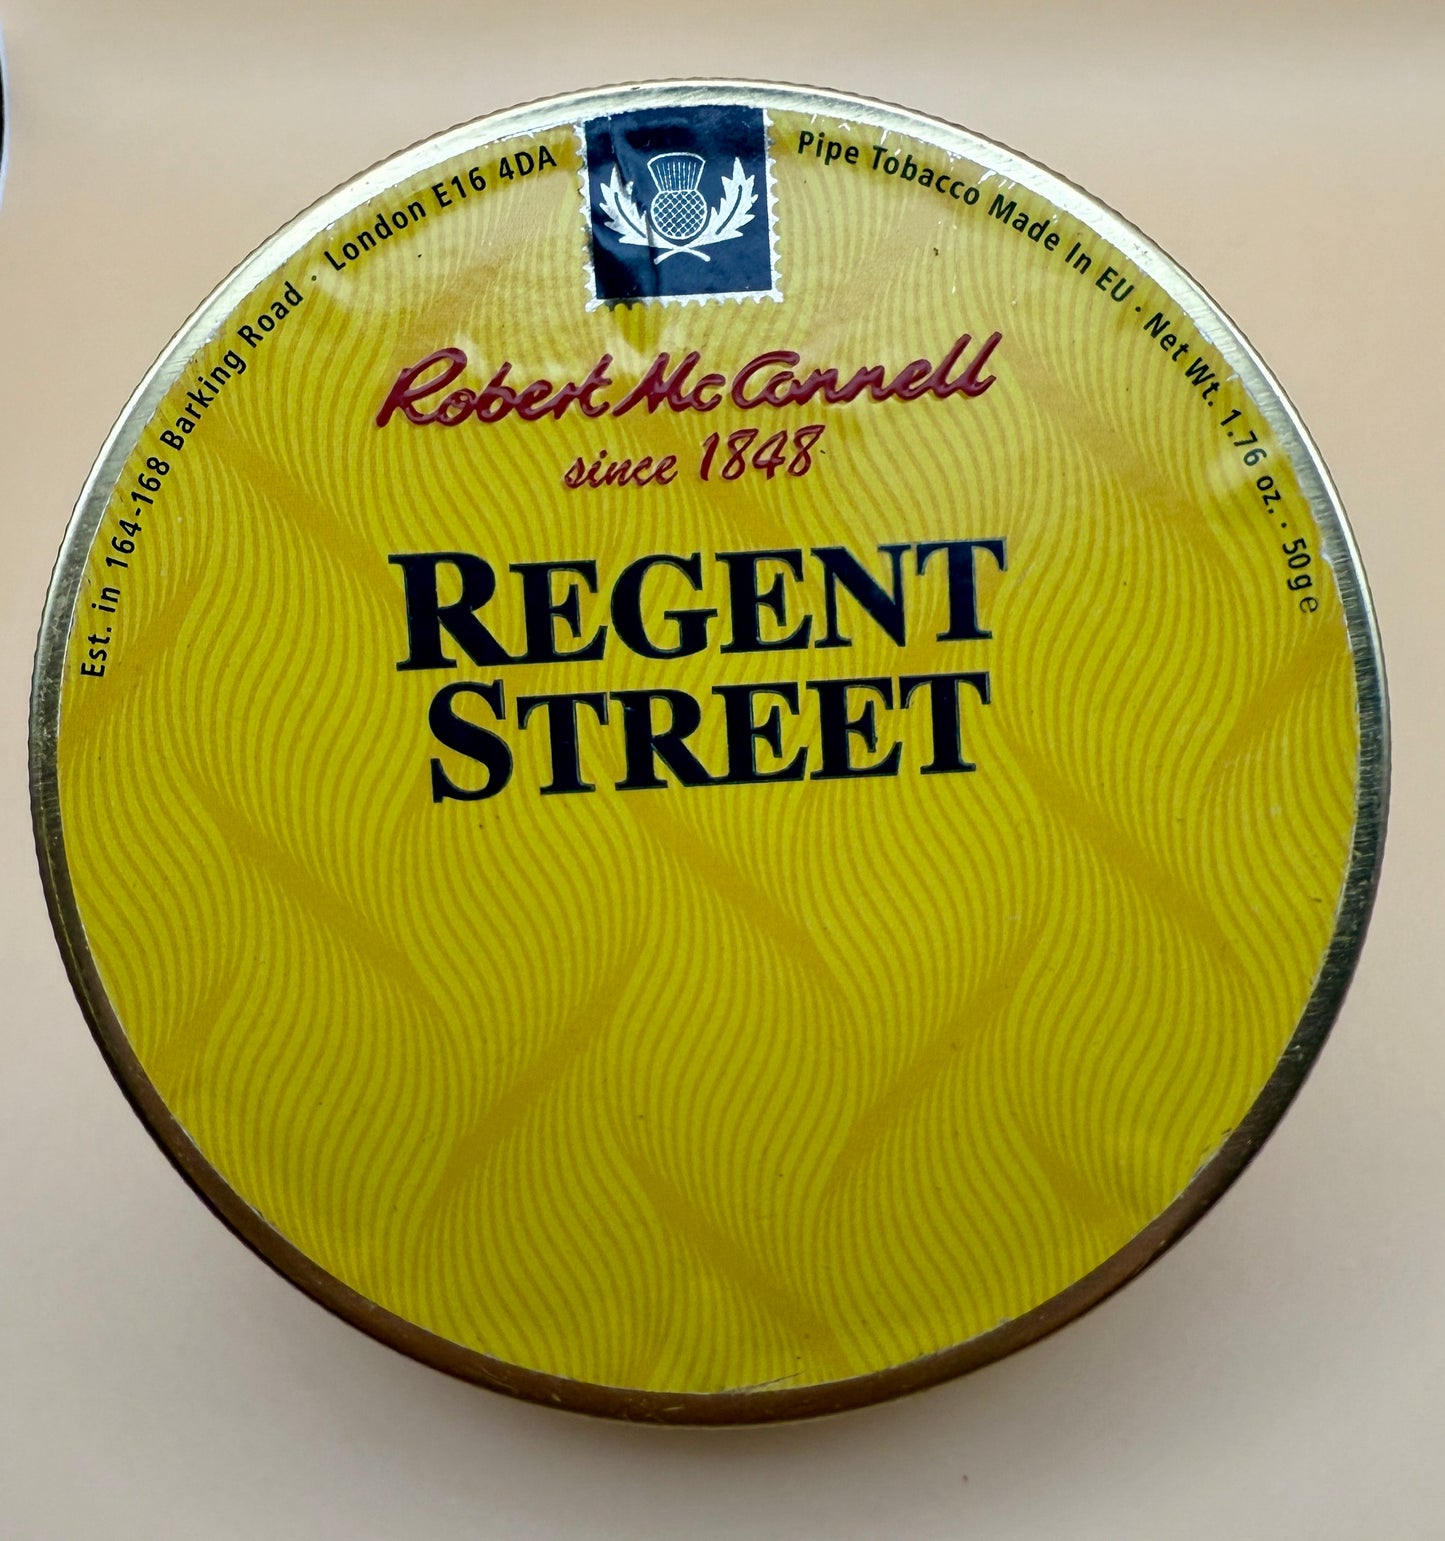 Est. in 164-168 Barking Road · London E16 4DA
Pipe Tobacco Made In EU · Net Wt. 1.76 oz. · 50g e
Robert McConnell
since 1848
REGENT
STREET